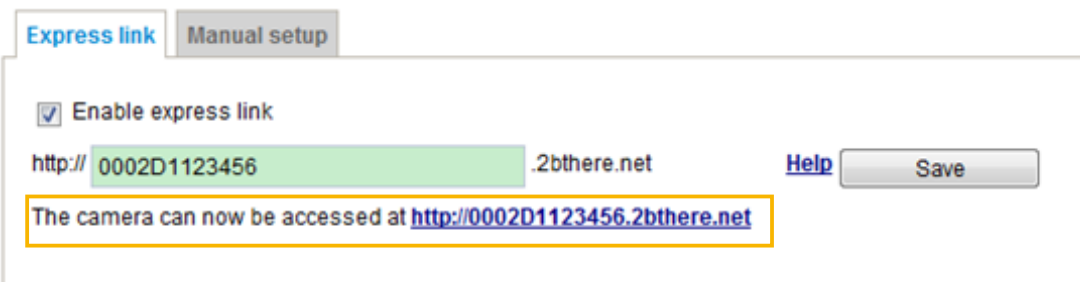 Express link Manual setup
Enable express link
http:// 0002D1123456 .2bthere.net Help Save
The camera can now be accessed at http://0002D1123456.2bthere.net